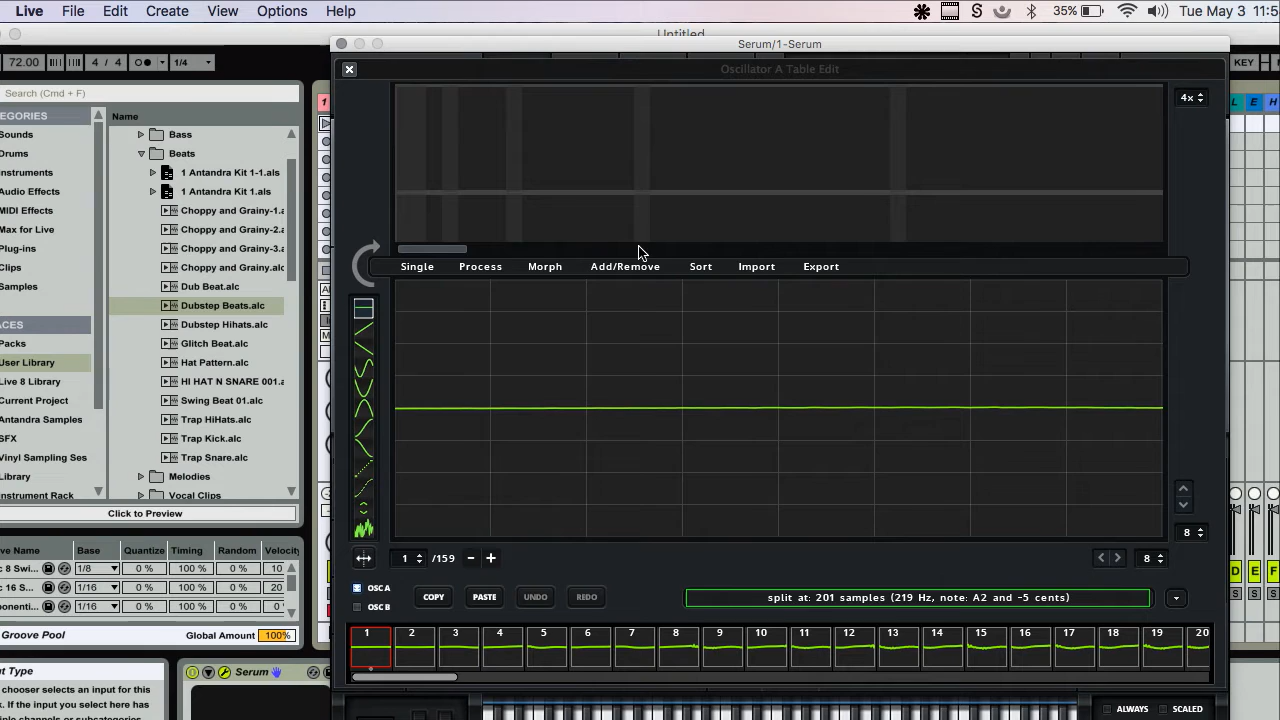 Live File Edit Create View Options Help 35% Tue May 3 11:5
Untitled
72.00 4 / 4 1/4 KEY
Serum/1-Serum
Oscillator A Table Edit
Search (Cmd + F)
EGORIES
Sounds
Drums
nstruments
Audio Effects
MIDI Effects
Max for Live
Plug-ins
Clips
Samples
ACES
Packs
User Library
Live 8 Library
Current Project
Antandra Samples
SFX
Vinyl Sampling Ses
Library
Instrument Rack
Name
Bass
Beats
1 Antandra Kit 1-1.als
1 Antandra Kit 1.als
Choppy and Grainy-1.a
Choppy and Grainy-2.a
Choppy and Grainy-3.a
Choppy and Grainy.alc
Dub Beat.alc
Dubstep Beats.alc
Dubstep Hihats.alc
Glitch Beat.alc
Hat Pattern.alc
HI HAT N SNARE 001.a
Swing Beat 01.alc
Trap HiHats.alc
Trap Kick.alc
Trap Snare.alc
Melodies
Vocal Clips
Click to Preview
ove Name Base Quantize Timing Random Velocity
c 8 Swi 1/8 0 % 100 % 0 % 10
c 16 S 1/16 0 % 100 % 0 % 20
ponenti 1/16 0 % 100 % 0 % 0
Groove Pool Global Amount 100%
nput Type
chooser selects an input for this
k. If the input you select here has
Serum
1
4x
Single Process Morph Add/Remove Sort Import Export
8
1 /159 - + 8
OSC A
OSC B
COPY PASTE UNDO REDO
split at: 201 samples (219 Hz, note: A2 and -5 cents)
1 2 3 4 5 6 7 8 9 10 11 12 13 14 15 16 17 18 19 20
ALWAYS SCALED
L E H
D E F
S S S